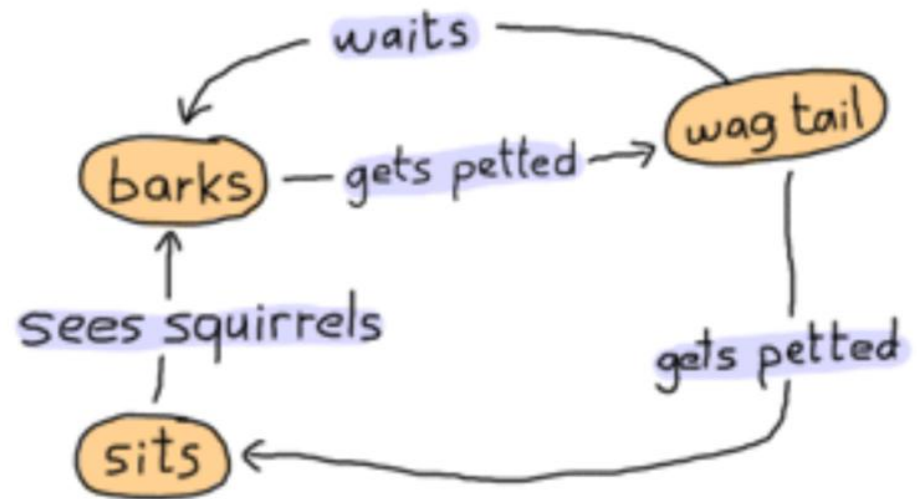 waits
wag tail
barks
gets petted
sees squirrels
gets petted
sits